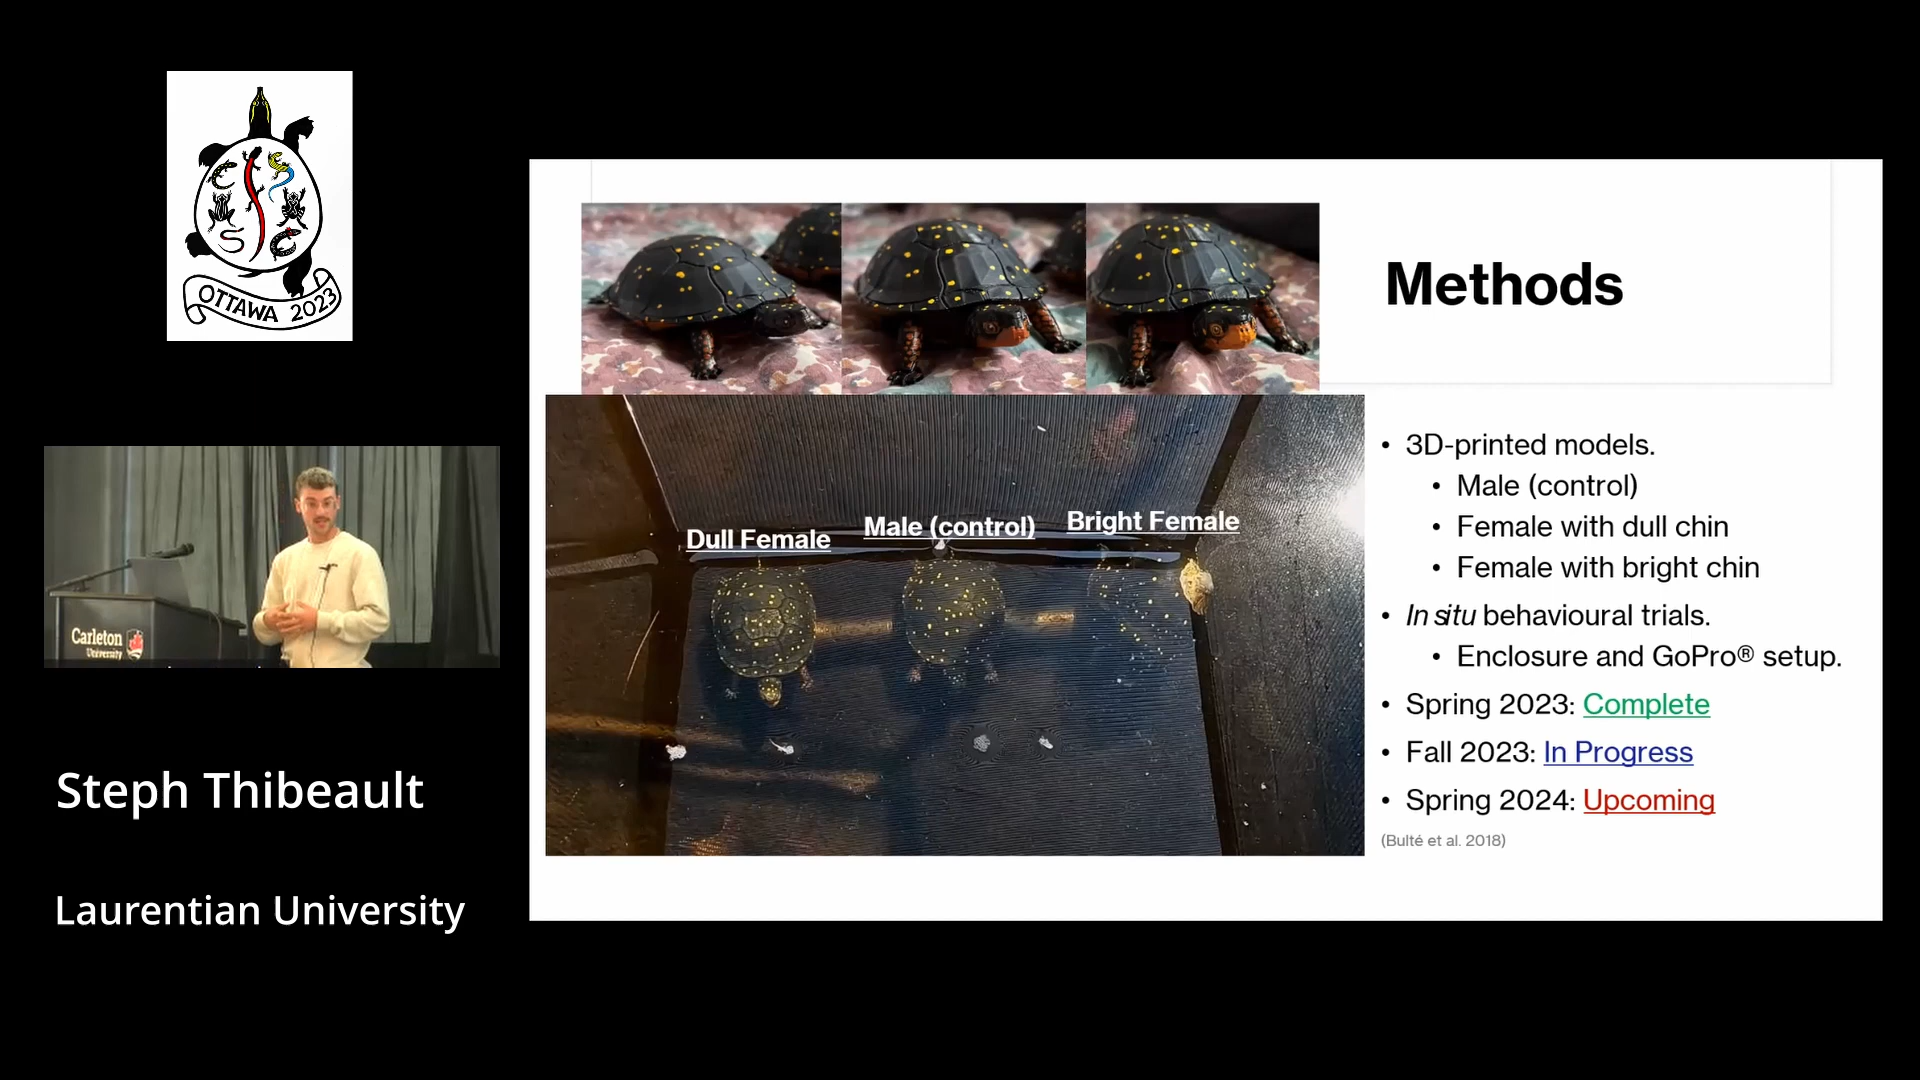 OTTAWA 2023
Carleton
University
Steph Thibeault
Laurentian University
Methods
Dull Female
Male (control)
Bright Female
• 3D-printed models.
• Male (control)
• Female with dull chin
• Female with bright chin
• In situ behavioural trials.
• Enclosure and GoPro® setup.
• Spring 2023: Complete
• Fall 2023: In Progress
• Spring 2024: Upcoming
(Bulté et al. 2018)